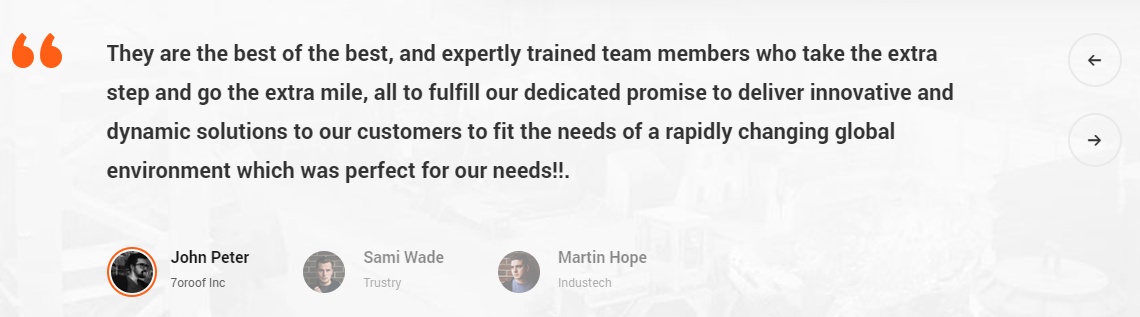 They are the best of the best, and expertly trained team members who take the extra
step and go the extra mile, all to fulfill our dedicated promise to deliver innovative and
dynamic solutions to our customers to fit the needs of a rapidly changing global
environment which was perfect for our needs!!.
John Peter
7oroof Inc
Sami Wade
Trustry
Martin Hope
Industech